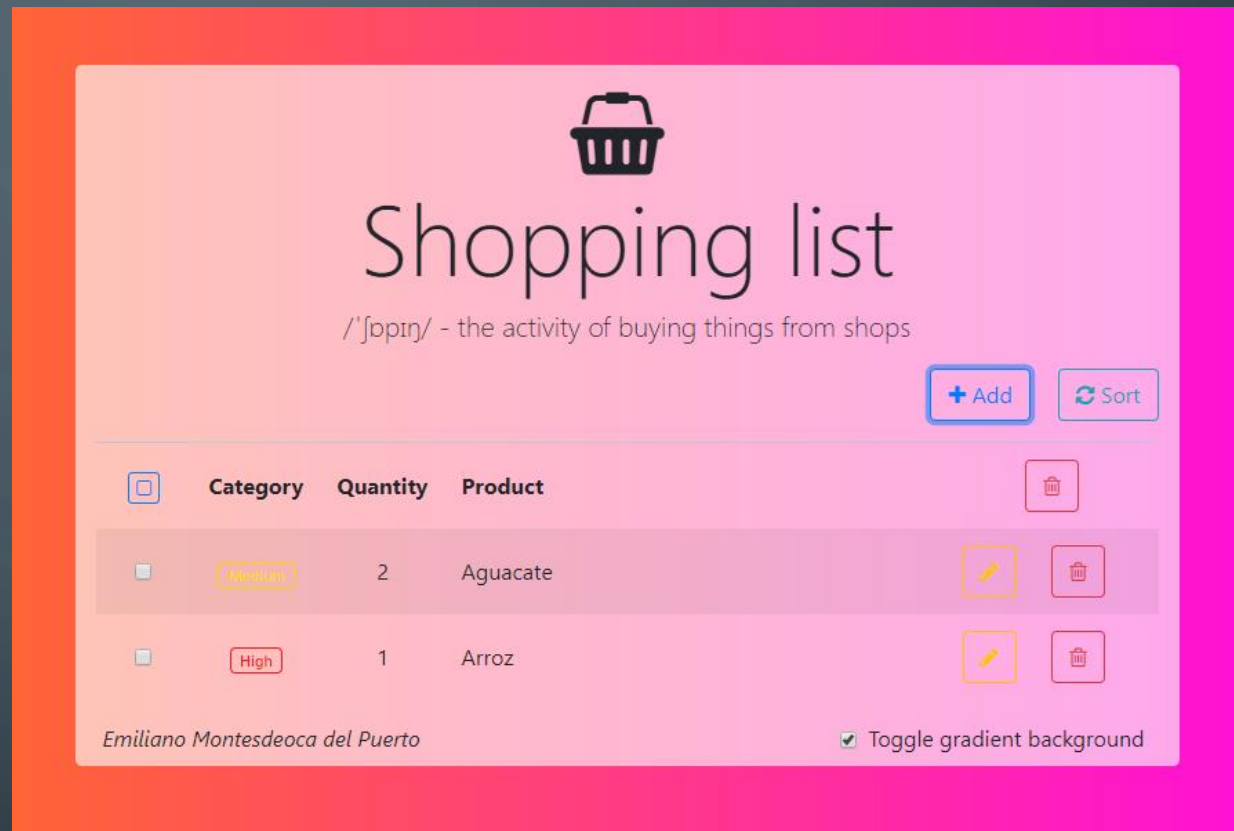 Shopping list
/ˈʃɒpɪŋ/ - the activity of buying things from shops
Add Sort
Category Quantity Product
Medium 2 Aguacate
High 1 Arroz
Emiliano Montesdeoca del Puerto Toggle gradient background